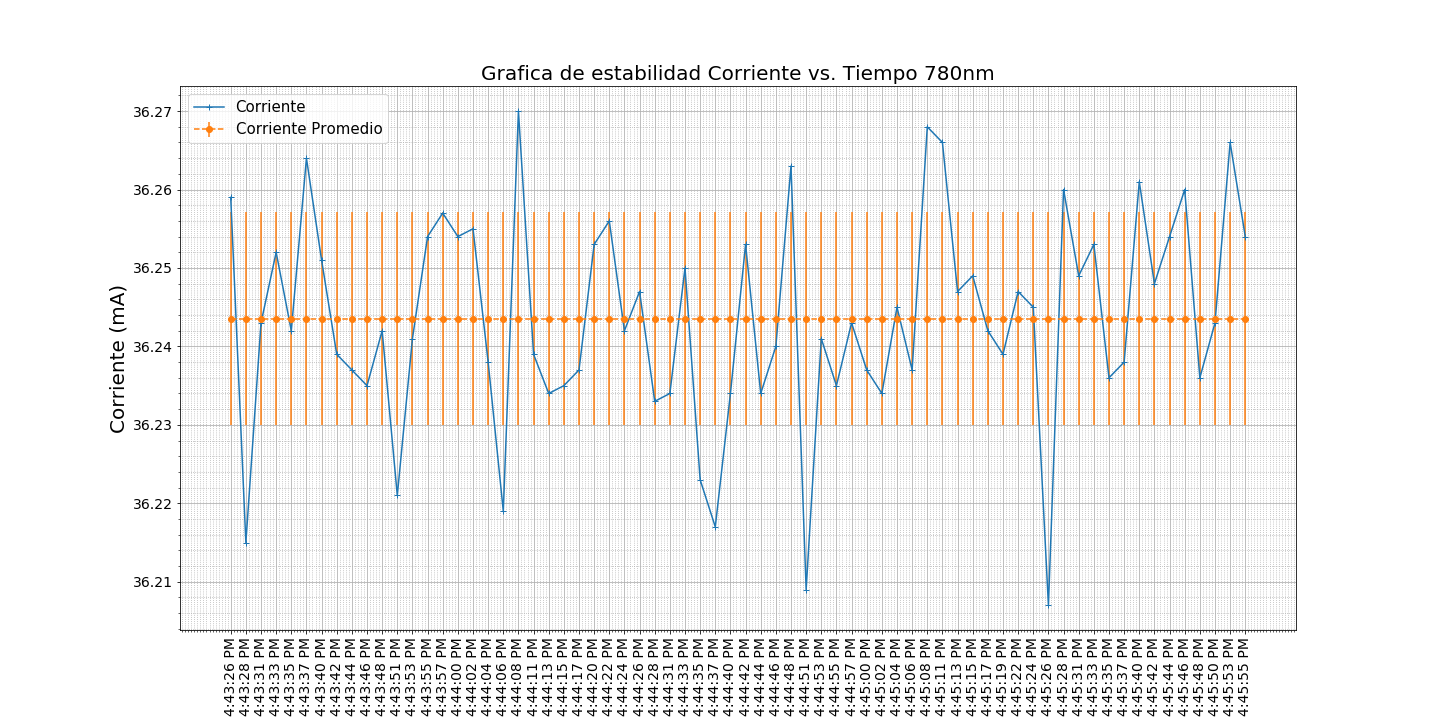 Grafica de estabilidad Corriente vs. Tiempo 780nm
Corriente
Corriente Promedio
Corriente (mA)
36.27
36.26
36.25
36.24
36.23
36.22
36.21
4:43:26 PM
4:43:28 PM
4:43:31 PM
4:43:33 PM
4:43:35 PM
4:43:37 PM
4:43:40 PM
4:43:42 PM
4:43:44 PM
4:43:46 PM
4:43:48 PM
4:43:51 PM
4:43:53 PM
4:43:55 PM
4:43:57 PM
4:44:00 PM
4:44:02 PM
4:44:04 PM
4:44:06 PM
4:44:08 PM
4:44:11 PM
4:44:13 PM
4:44:15 PM
4:44:17 PM
4:44:20 PM
4:44:22 PM
4:44:24 PM
4:44:26 PM
4:44:28 PM
4:44:31 PM
4:44:33 PM
4:44:35 PM
4:44:37 PM
4:44:40 PM
4:44:42 PM
4:44:44 PM
4:44:46 PM
4:44:48 PM
4:44:51 PM
4:44:53 PM
4:44:55 PM
4:44:57 PM
4:45:00 PM
4:45:02 PM
4:45:04 PM
4:45:06 PM
4:45:08 PM
4:45:11 PM
4:45:13 PM
4:45:15 PM
4:45:17 PM
4:45:19 PM
4:45:22 PM
4:45:24 PM
4:45:26 PM
4:45:28 PM
4:45:31 PM
4:45:33 PM
4:45:35 PM
4:45:37 PM
4:45:40 PM
4:45:42 PM
4:45:44 PM
4:45:46 PM
4:45:48 PM
4:45:50 PM
4:45:53 PM
4:45:55 PM